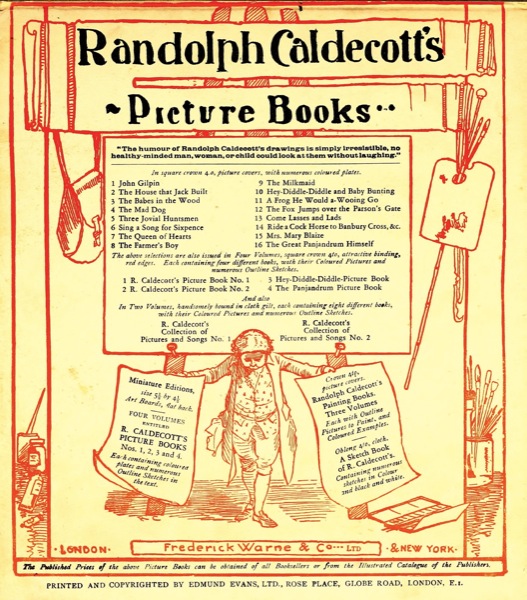 Randolph Caldecott's
~ Picture Books...
"The humour of Randolph Caldecott's drawings is simply irresistible, no
healthy-minded man, woman, or child could look at them without laughing."
In square crown 4to, picture covers, with numerous coloured plates.
1 John Gilpin
2 The House that Jack Built
3 The Babes in the Wood
4 The Mad Dog
5 Three Jovial Huntsmen
6 Sing a Song for Sixpence
7 The Queen of Hearts
8 The Farmer's Boy
9 The Milkmaid
10 Hey-Diddle-Diddle and Baby Bunting
11 A Frog He Would a-Wooing Go
12 The Fox Jumps over the Parson's Gate
13 Come Lasses and Lads
14 Ride a Cock Horse to Banbury Cross, &c.
15 Mrs. Mary Blaize
16 The Great Panjandrum Himself
The above selections are also issued in Four Volumes, square crown 4to, attractive binding,
red edges. Each containing four different books, with their Coloured Pictures and
numerous Outline Sketches.
1 R. Caldecott's Picture Book No. 1
2 R. Caldecott's Picture Book No. 2
3 Hey-Diddle-Diddle-Picture Book
4 The Panjandrum Picture Book
And also
In Two Volumes, handsomely bound in cloth gilt, each containing eight different books,
with their Coloured Pictures and numerous Outline Sketches.
R. Caldecott's
Collection of
Pictures and Songs No. 1
R. Caldecott's
Collection of
Pictures and Songs No. 2
Miniature Editions,
size 5½ by 4½
Art Boards, flat back.
FOUR VOLUMES
ENTITLED
R. CALDECOTT'S
PICTURE BOOKS
Nos. 1, 2, 3 and 4.
Each containing coloured
plates and numerous
Outline Sketches in
the text.
Crown 4to,
picture covers.
Randolph Caldecott's
Painting Books.
Three Volumes
Each with Outline
Pictures to Paint, and
Coloured Examples.
Oblong 4to, cloth.
A Sketch Book
of R. Caldecott's.
Containing numerous
sketches in Colour
and black and white.
·LONDON· Frederick Warne & Co... LTD ·& NEW YORK·
The Published Prices of the above Picture Books can be obtained of all Booksellers or from the Illustrated Catalogue of the Publishers.
PRINTED AND COPYRIGHTED BY EDMUND EVANS, LTD., ROSE PLACE, GLOBE ROAD, LONDON, E.1.